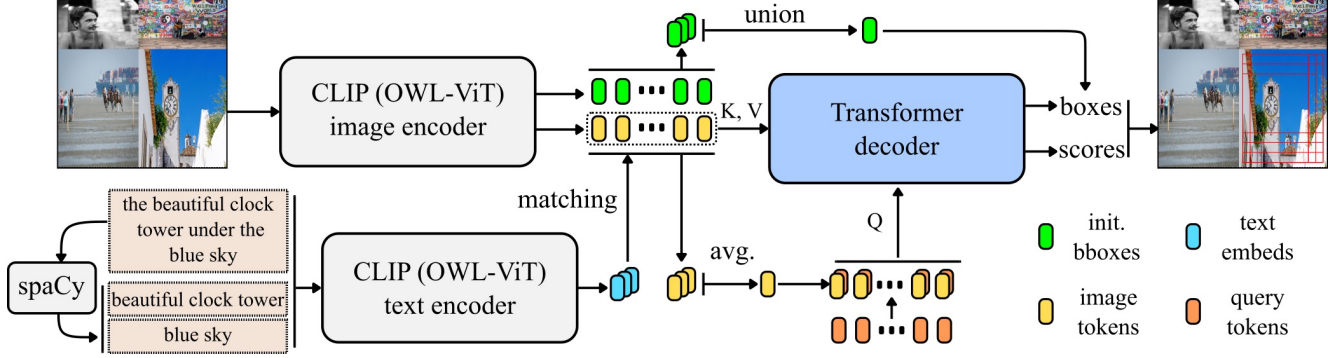 union
CLIP (OWL-ViT)
image encoder
K, V
Transformer
decoder
boxes
scores
matching
the beautiful clock
tower under the
blue sky
spaCy
beautiful clock tower
blue sky
CLIP (OWL-ViT)
text encoder
avg.
Q
init.
bboxes
text
embeds
image
tokens
query
tokens